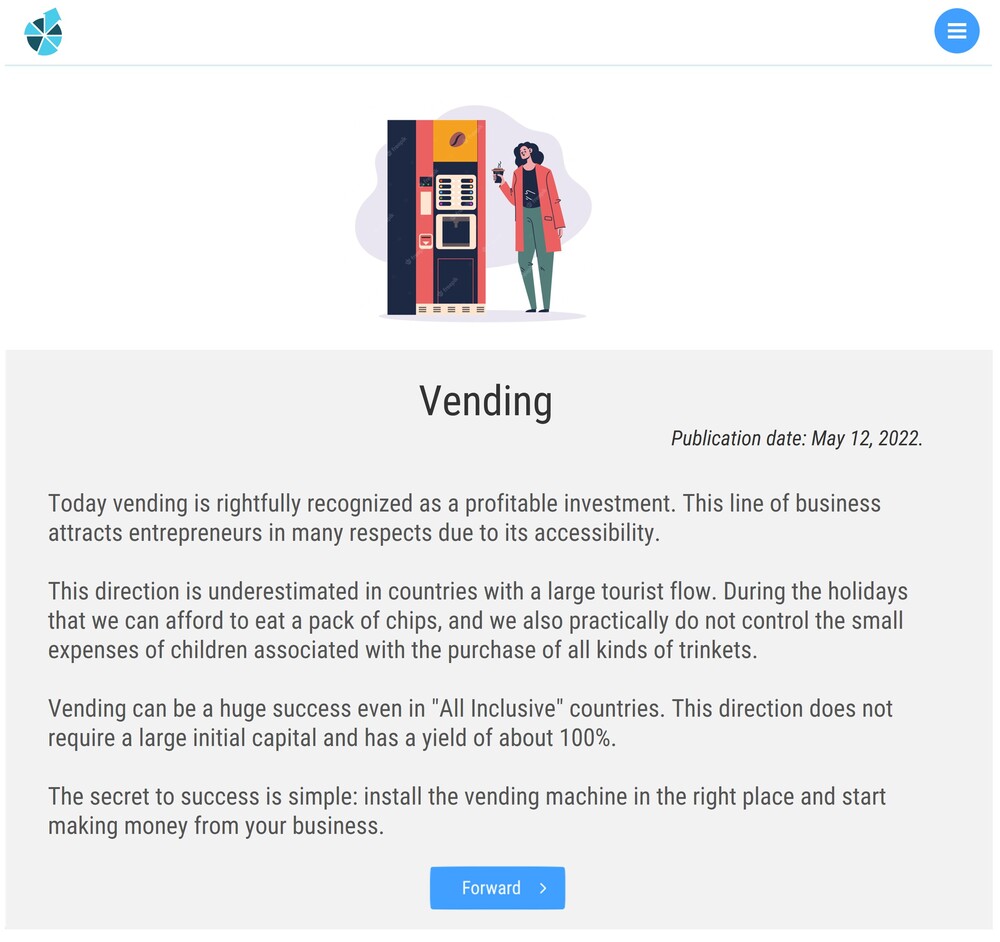 Vending
Publication date: May 12, 2022.
Today vending is rightfully recognized as a profitable investment. This line of business
attracts entrepreneurs in many respects due to its accessibility.
This direction is underestimated in countries with a large tourist flow. During the holidays
that we can afford to eat a pack of chips, and we also practically do not control the small
expenses of children associated with the purchase of all kinds of trinkets.
Vending can be a huge success even in "All Inclusive" countries. This direction does not
require a large initial capital and has a yield of about 100%.
The secret to success is simple: install the vending machine in the right place and start
making money from your business.
Forward